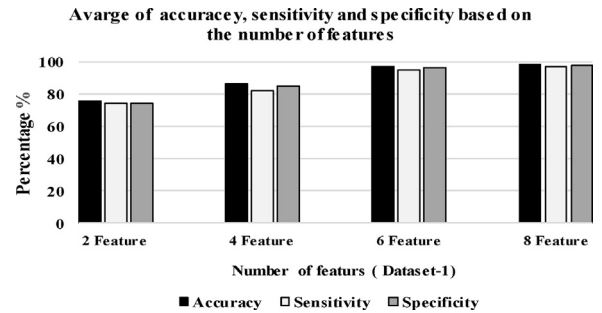 Avarge of accuracey, sensitivity and specificity based on
the number of features
Percentage %
100
80
60
40
20
0
2 Feature 4 Feature 6 Feature 8 Feature
Number of featurs ( Dataset-1)
Accuracy Sensitivity Specificity